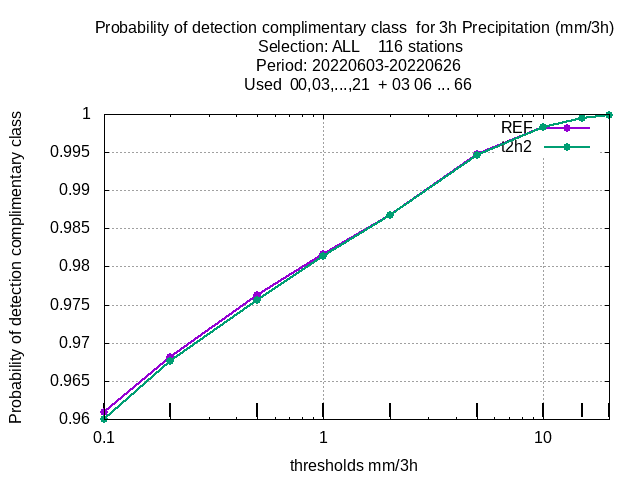 Probability of detection complimentary class  for 3h Precipitation (mm/3h)
Selection: ALL    116 stations
Period: 20220603-20220626
Used  00,03,...,21  + 03 06 ... 66
Probability of detection complimentary class
1
0.995
0.99
0.985
0.98
0.975
0.97
0.965
0.96
REF
t2h2
0.1
1
10
thresholds mm/3h